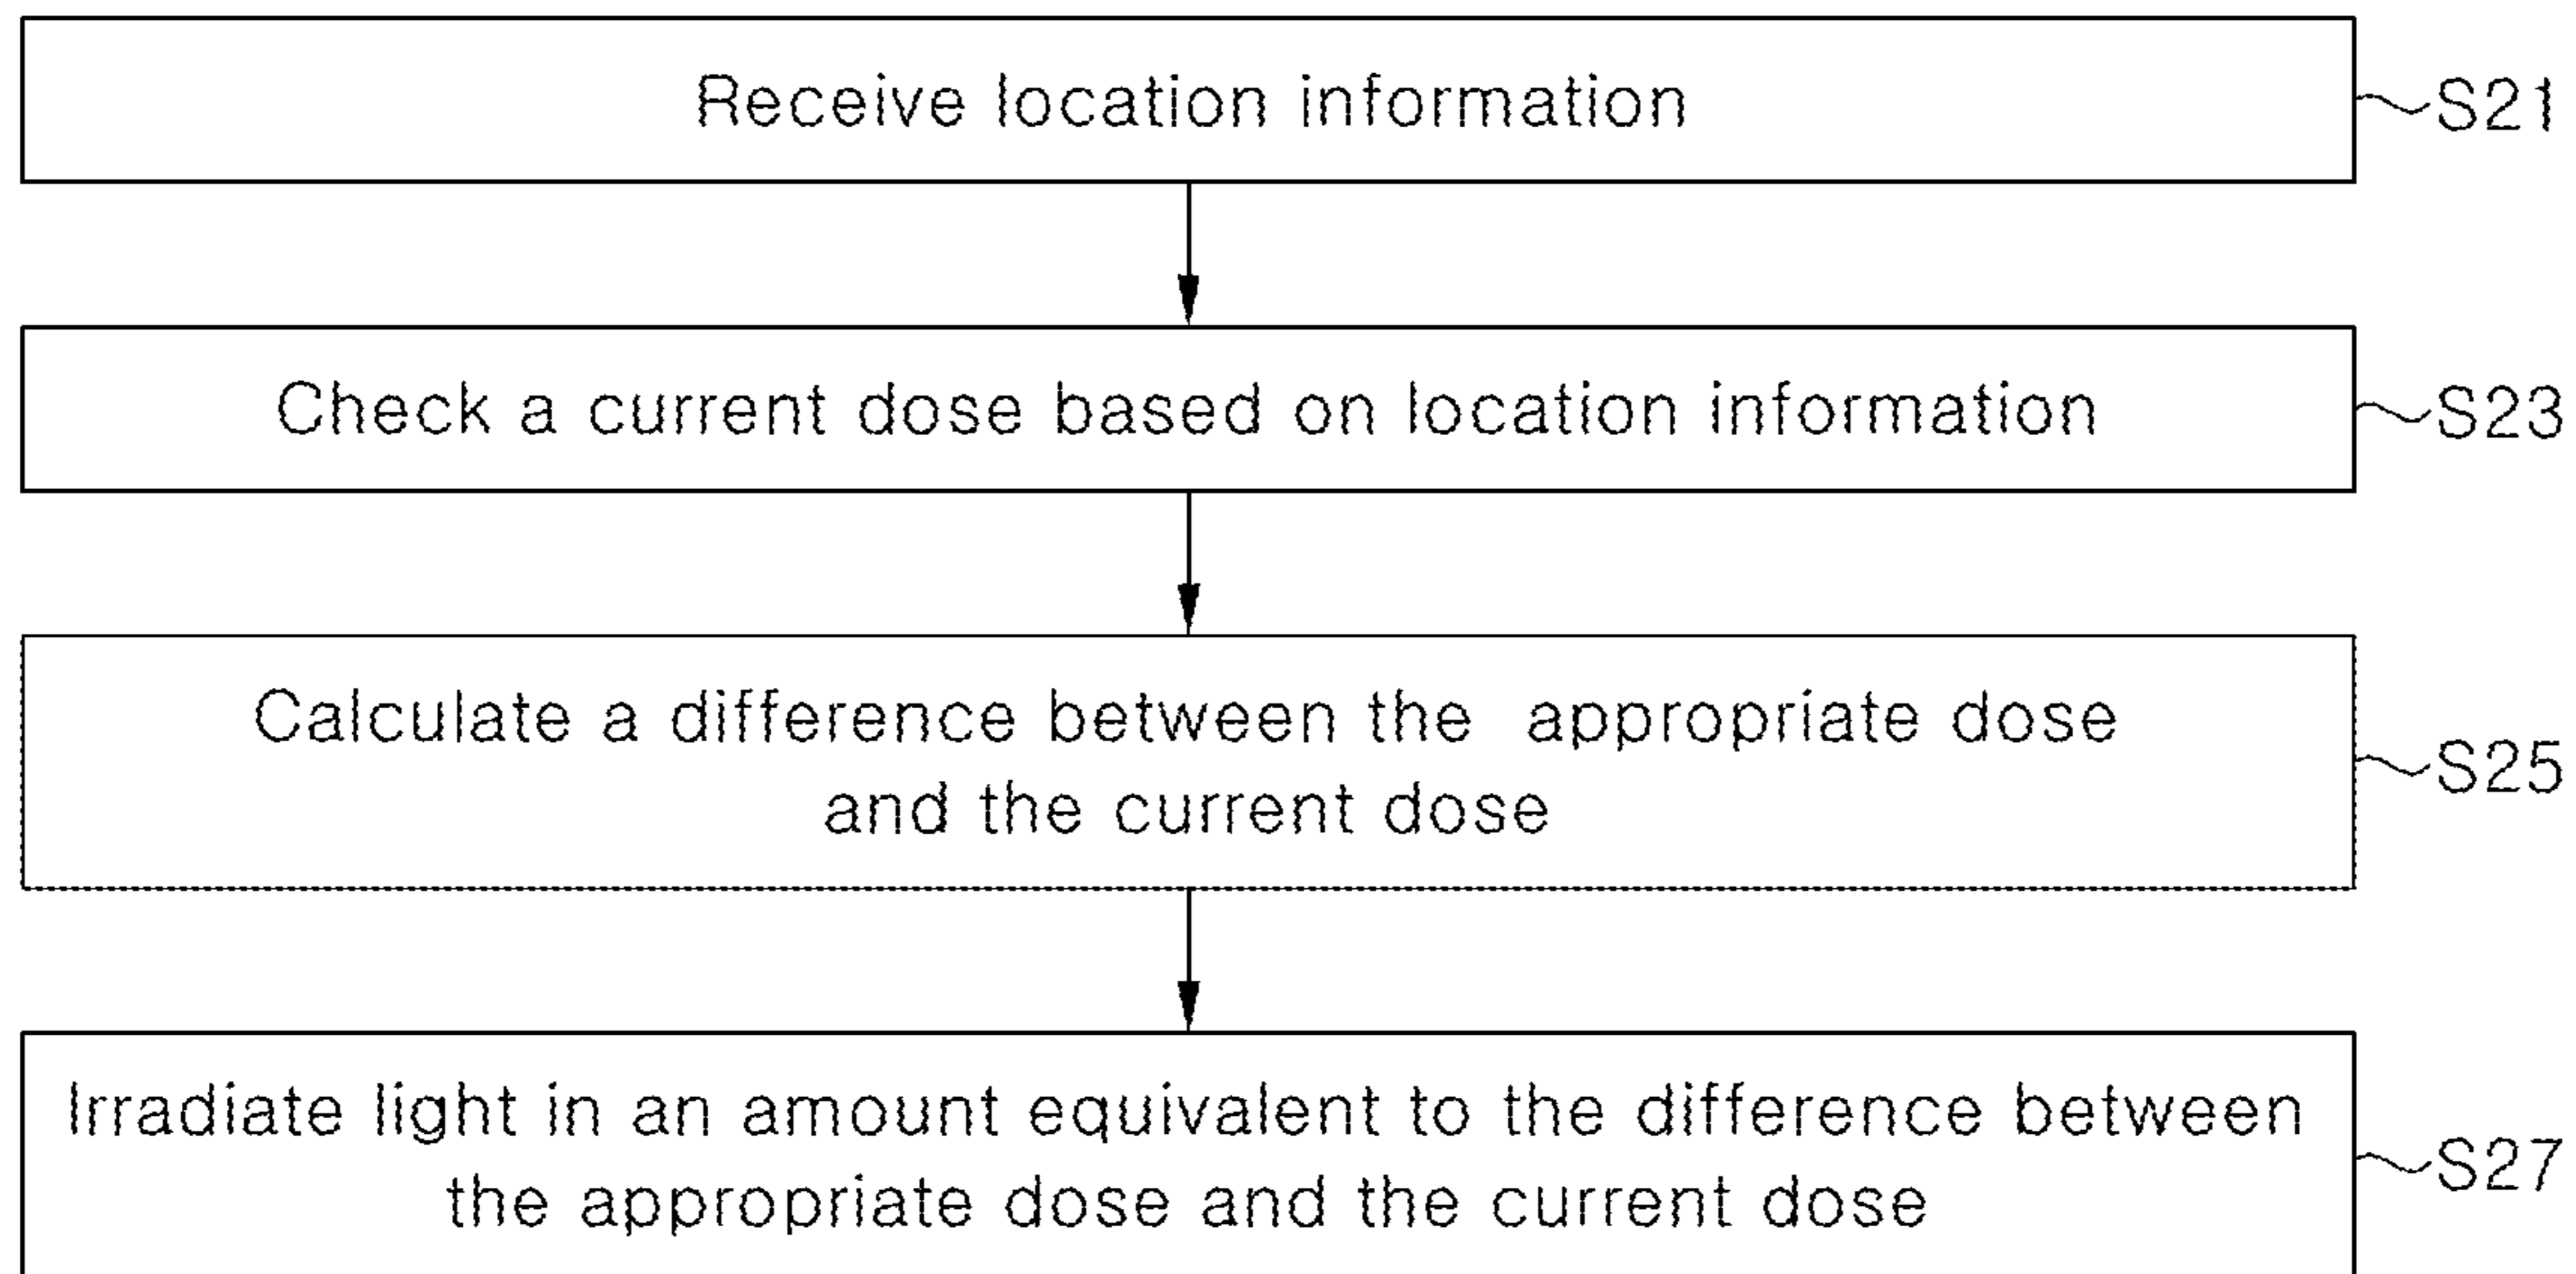 Receive location information
S21
Check a current dose based on location information
S23
Calculate a difference between the appropriate dose
and the current dose
S25
Irradiate light in an amount equivalent to the difference between
the appropriate dose and the current dose
S27